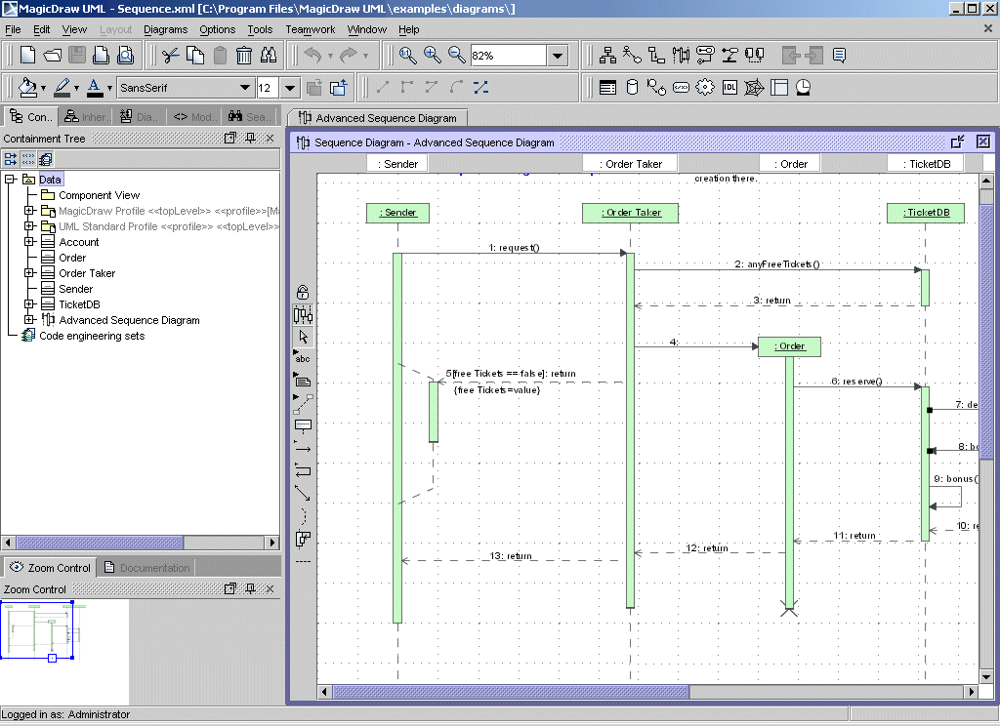 MagicDraw UML - Sequence.xml [C:\Program Files\MagicDraw UML\examples\diagrams\]
File Edit View Layout Diagrams Options Tools Teamwork Window Help
82%
SansSerif 12
IDL
Con.. Inher Dia.. Mod.. Sea..
Advanced Sequence Diagram
Containment Tree
Data
Component View
MagicDraw Profile <<topLevel>> <<profile>>[Ma
UML Standard Profile <<profile>> <<topLevel>>
Account
Order
Order Taker
Sender
TicketDB
Advanced Sequence Diagram
Code engineering sets
Zoom Control Documentation
Zoom Control
Sequence Diagram - Advanced Sequence Diagram
: Sender : Order Taker : Order : TicketDB
creation there.
: Sender : Order Taker : TicketDB
1: request()
2: anyFreeTickets()
3: return
4:
: Order
abc
5[free Tickets == false]: return
{free Tickets=value}
6: reserve()
7: de
8: bo
9: bonus()
10: re
11: return
12: return
13: return
Logged in as: Administrator